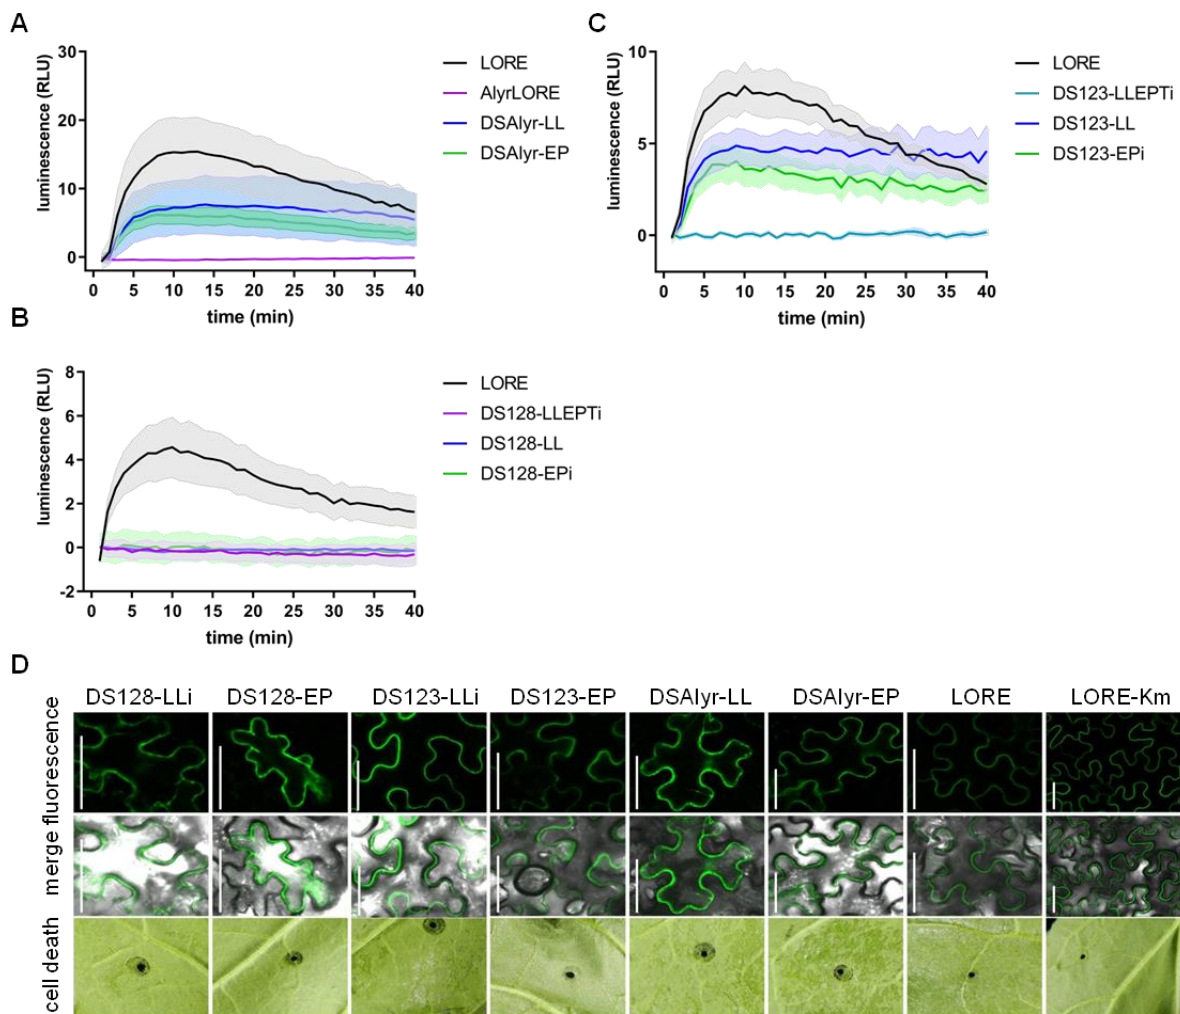 A
luminescence (RLU)
30
20
10
0
0 5 10 15 20 25 30 35 40
time (min)
LORE
AlyrLORE
DSAlyr-LL
DSAlyr-EP
C
luminescence (RLU)
10
5
0
0 5 10 15 20 25 30 35 40
time (min)
LORE
DS123-LLEPTi
DS123-LL
DS123-EPi
B
luminescence (RLU)
8
6
4
2
0
-2
0 5 10 15 20 25 30 35 40
time (min)
LORE
DS128-LLEPTi
DS128-LL
DS128-EPi
D
DS128-LLi DS128-EP DS123-LLi DS123-EP DSAlyr-LL DSAlyr-EP LORE LORE-Km
fluorescence
merge
cell death